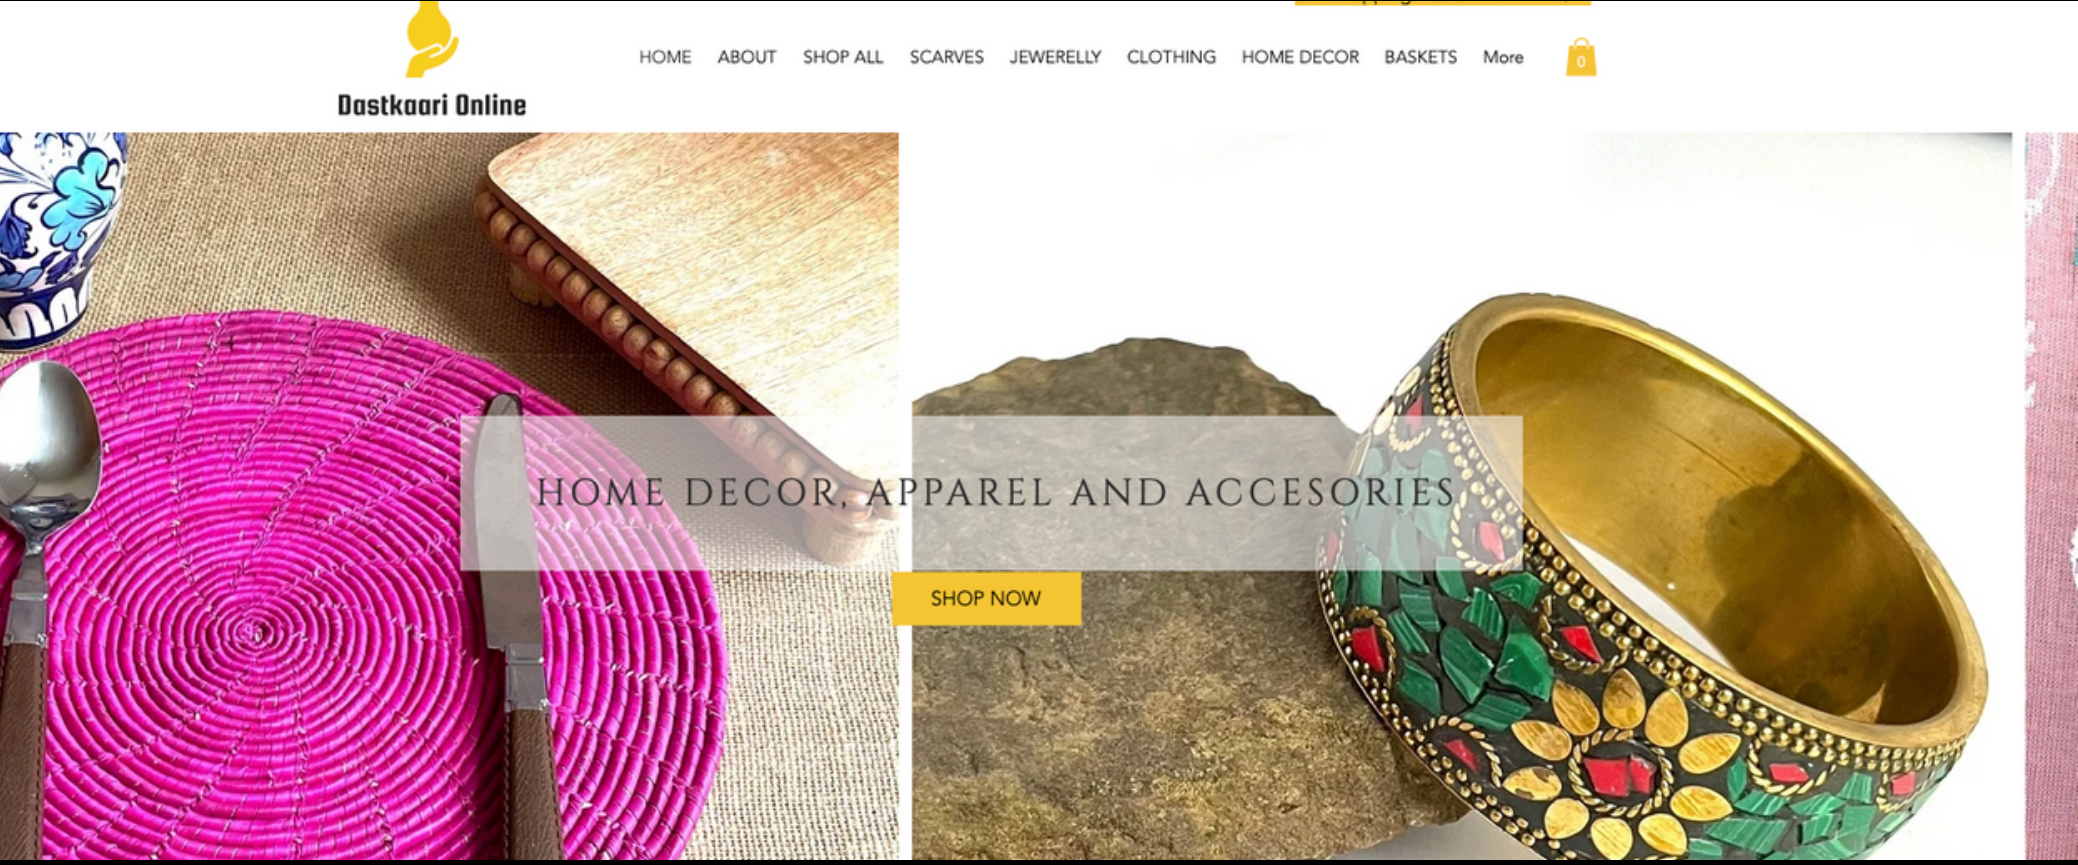 HOME ABOUT SHOP ALL SCARVES JEWERELLY CLOTHING HOME DECOR BASKETS More 0
Dastkaari Online
HOME DECOR, APPAREL AND ACCESORIES
SHOP NOW